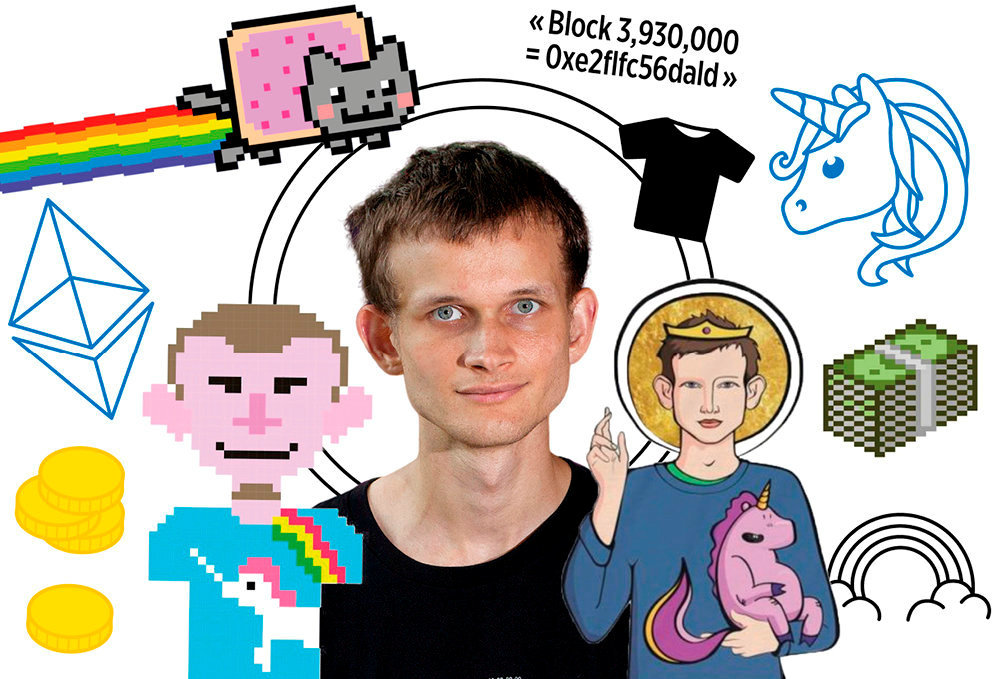 « Block 3,930,000
= 0xe2flfc56dald »